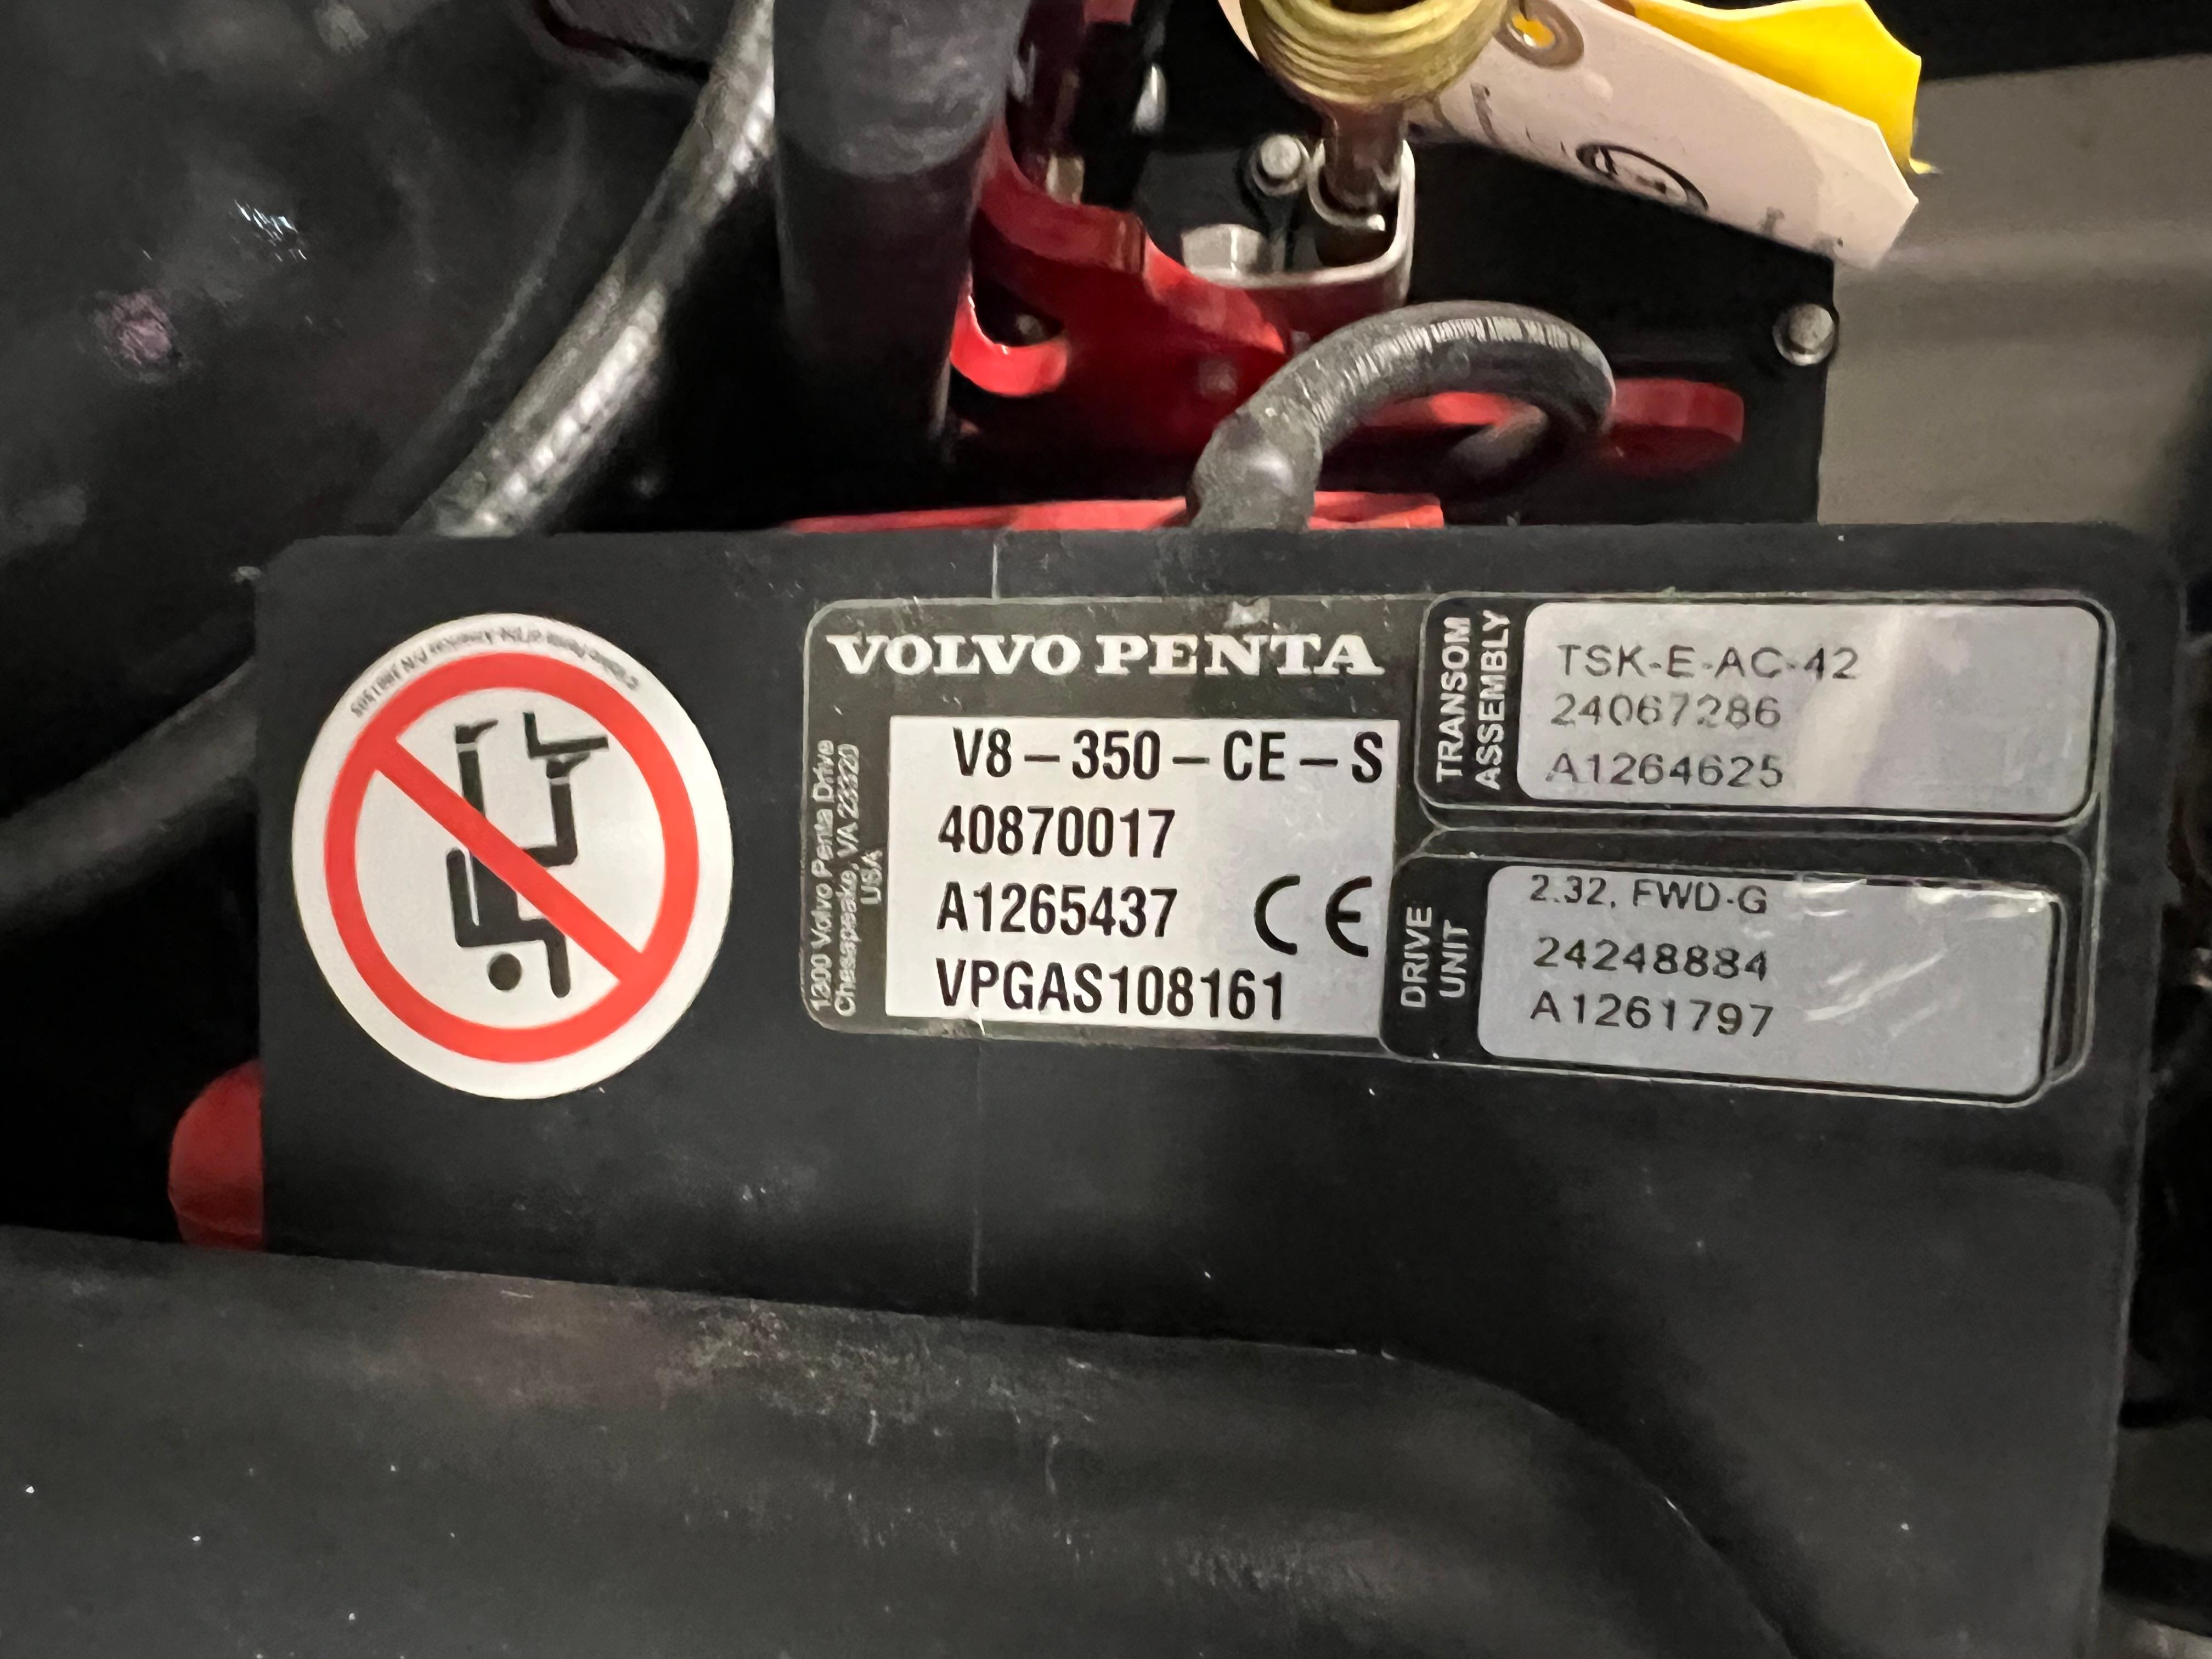 VOLVO PENTA
V8-350-CE-S
40870017
A1265437
CE
VPGAS108161
1300 Volvo Penta Drive
Chesapeake, VA 23320
USA
TRANSOM
ASSEMBLY
TSK-E-AC-42
24067286
A1264625
DRIVE
UNIT
2.32, FWD-G
24248884
A1261797